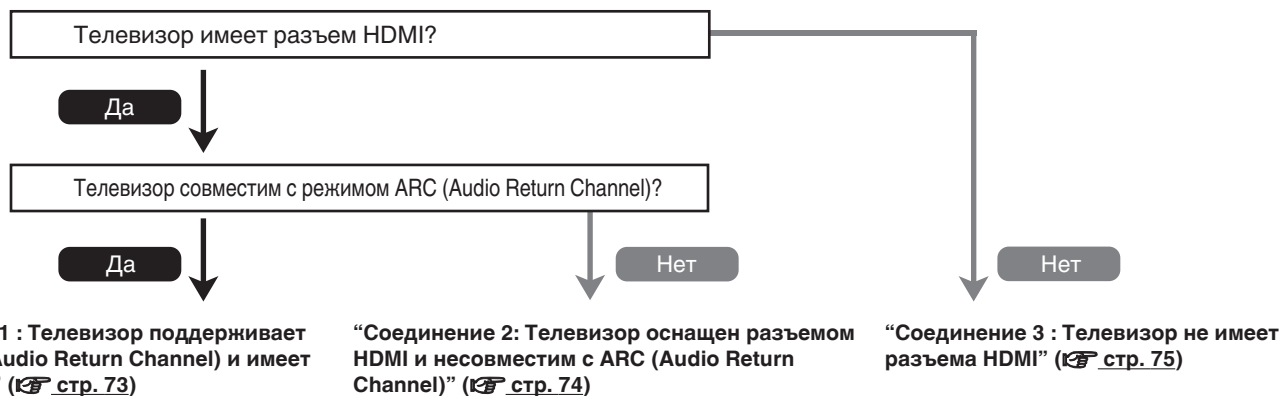 Телевизор имеет разъем HDMI?
Да
Телевизор совместим с режимом ARC (Audio Return Channel)?
Да
Нет
Нет
1 : Телевизор поддерживает
Audio Return Channel) и имеет
” (☞ стр. 73)
“Соединение 2: Телевизор оснащен разъемом
HDMI и несовместим с ARC (Audio Return
Channel)” (☞ стр. 74)
“Соединение 3 : Телевизор не имеет
разъема HDMI” (☞ стр. 75)